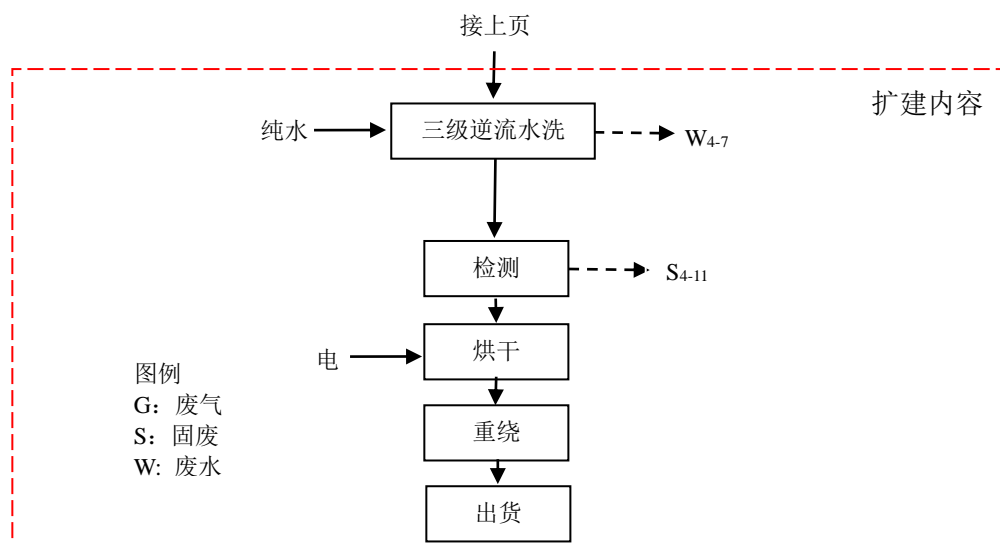 接上页
扩建内容
纯水
三级逆流水洗
W4-7
检测
S4-11
电
烘干
图例
G：废气
S：固废
W: 废水
重绕
出货